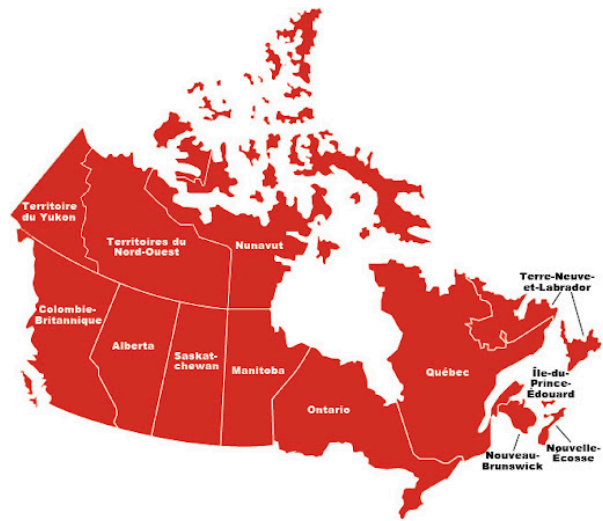 Territoire
du Yukon
Territoires du
Nord-Ouest
Nunavut
Terre-Neuve-
et-Labrador
Colombie-
Britannique
Alberta
Saskat-
chewan
Manitoba
Ontario
Québec
Île-du-
Prince-
Édouard
Nouveau-
Brunswick
Nouvelle-
Ecosse